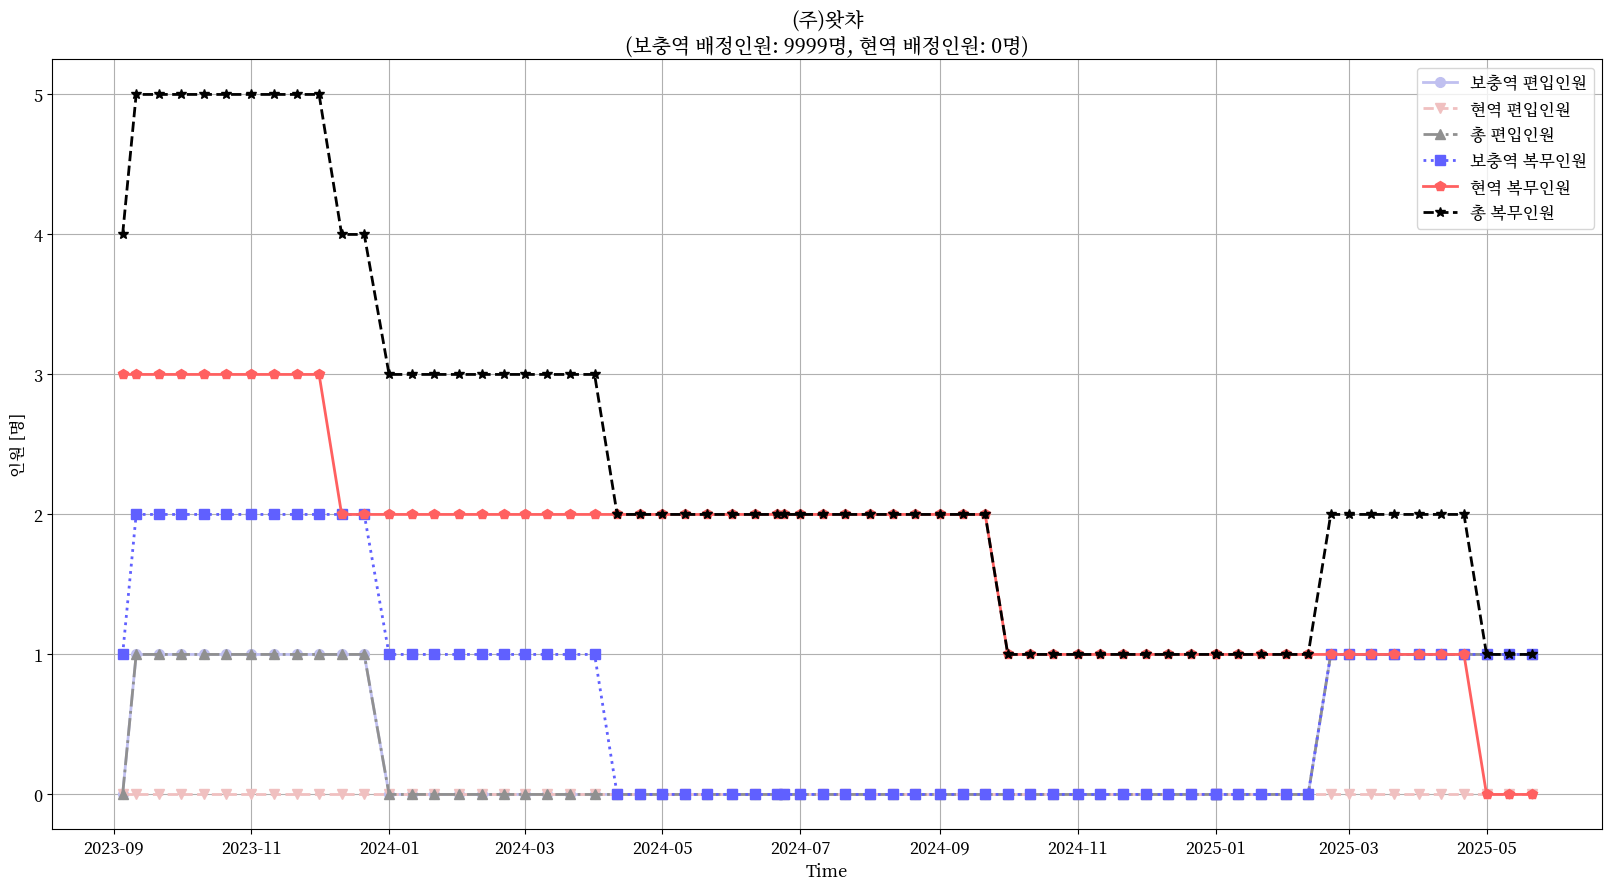 (주)왓챠
(보충역 배정인원: 9999명, 현역 배정인원: 0명)
보충역 편입인원
현역 편입인원
총 편입인원
보충역 복무인원
현역 복무인원
총 복무인원
인원 [명]
5
4
3
2
1
0
2023-09
2023-11
2024-01
2024-03
2024-05
2024-07
2024-09
2024-11
2025-01
2025-03
2025-05
Time